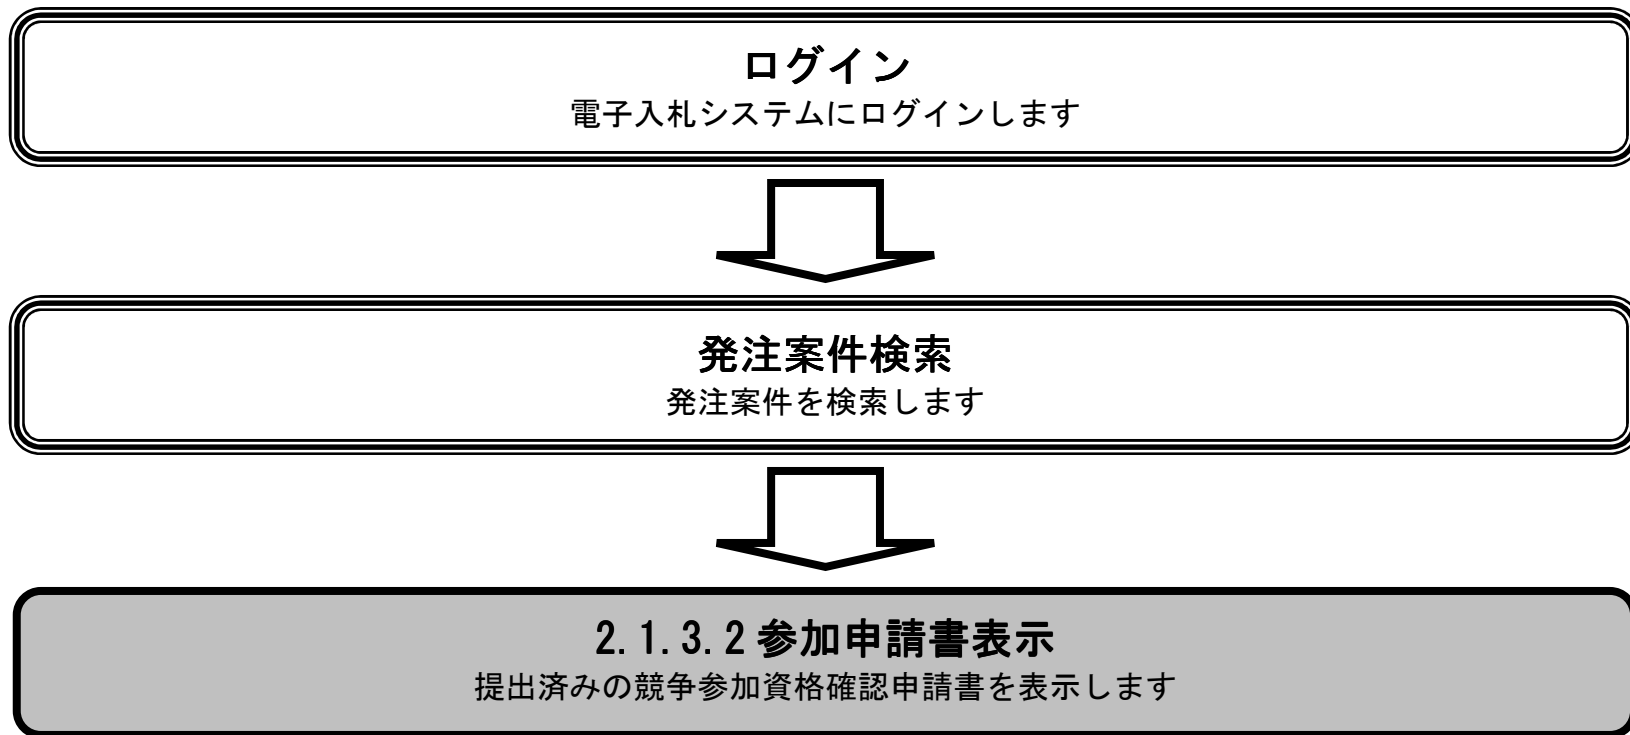 ログイン
電子入札システムにログインします
発注案件検索
発注案件を検索します
2.1.3.2 参加申請書表示
提出済みの競争参加資格確認申請書を表示します